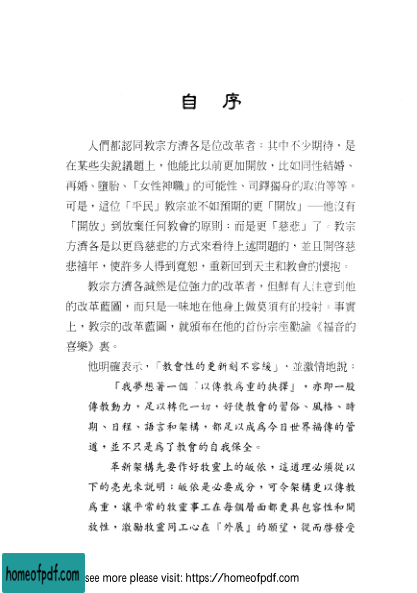 自 序
人們都認同教宗方濟各是位改革者；其中不少期待，是
在某些尖銳議題上，他能比以前更加開放，比如同性結婚、
再婚、墮胎、「女性神職」的可能性、司鐸獨身的取消等等。
可是，這位「平民」教宗並不如預期的更「開放」──他沒有
「開放」到放棄任何教會的原則；而是更「慈悲」了。教宗
方濟各是以更為慈悲的方式來看待上述問題的，並且開啓慈
悲禧年，使許多人得到寬恕，重新回到天主和教會的懷抱。
教宗方濟各誠然是位強力的改革者，但鮮有人注意到他
的改革藍圖，而只是一味地在他身上做莫須有的投射。事實
上，教宗的改革藍圖，就頒布在他的首份宗座勸諭《福音的
喜樂》裏。
他明確表示，「教會性的更新刻不容緩」，並激情地說：
「我夢想著一個『以傳教為重的抉擇』，亦即一股
傳教動力，足以轉化一切，好使教會的習俗、風格、時
期、日程、語言和架構，都足以成為今日世界福傳的管
道，並不只是為了教會的自我保全。
革新架構先要作好牧靈上的皈依，這道理必須從以
下的亮光來說明：皈依是必要成分，可令架構更以傳教
為重，讓平常的牧靈事工在每個層面都更具包容性和開
放性，激勵牧靈同工心在『外展』的願望，從而啓發受
homeofpdf.com
see more please visit: https://homeofpdf.com